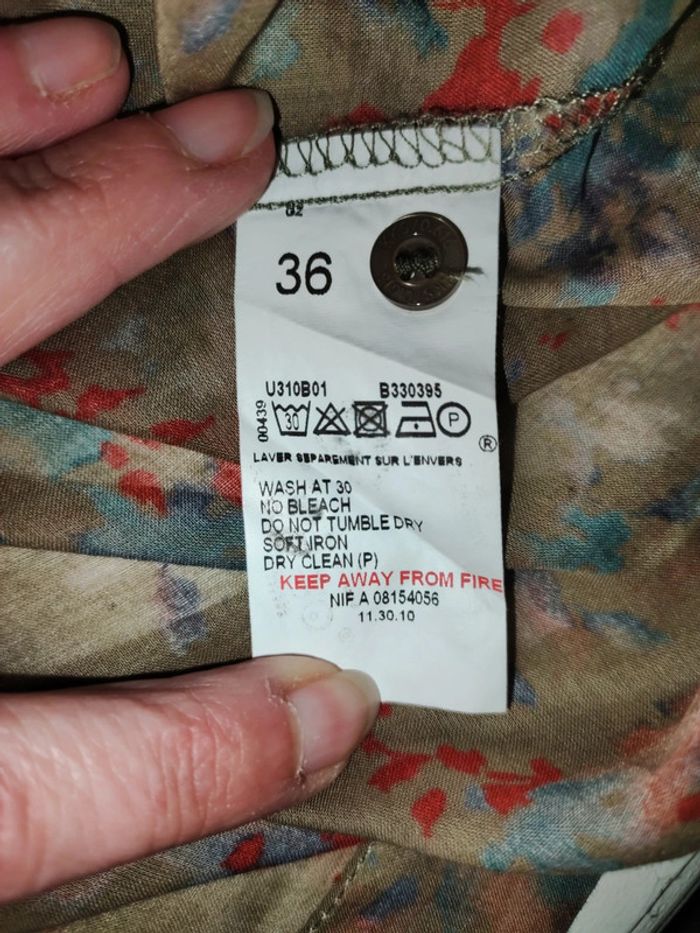 36
U310B01 B330395
00439
30 P
®
LAVER SEPAREMENT SUR L'ENVERS
WASH AT 30
NO BLEACH
DO NOT TUMBLE DRY
SOFT IRON
DRY CLEAN (P)
KEEP AWAY FROM FIRE
NIF A 08154056
11.30.10